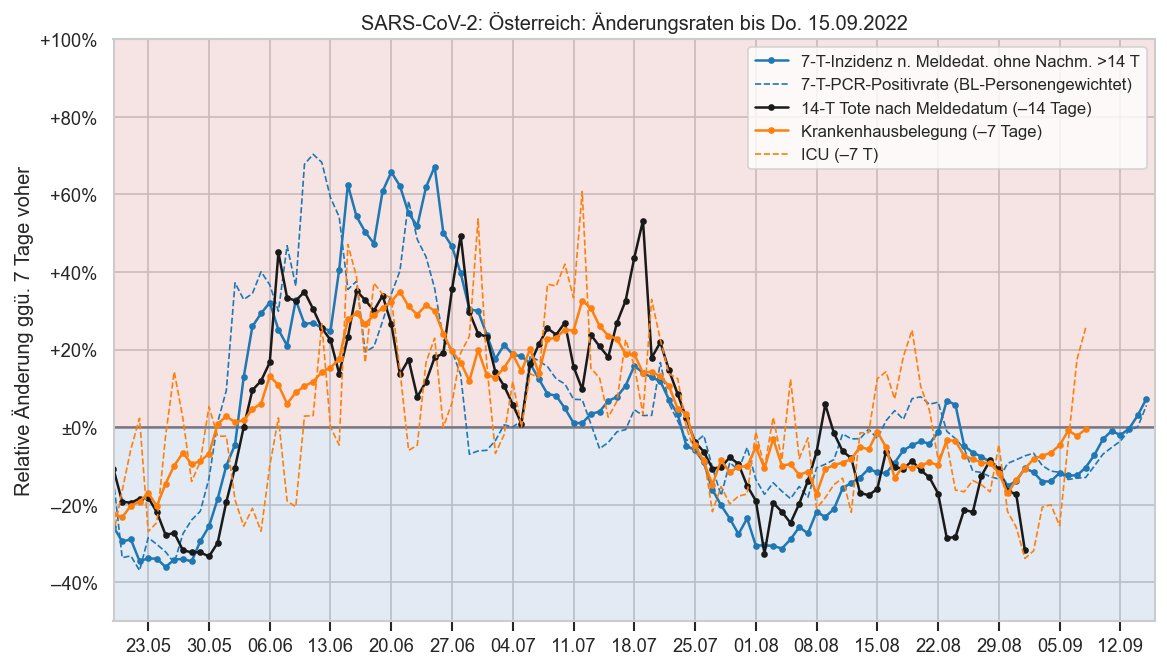 SARS-CoV-2: Österreich: Änderungsraten bis Do. 15.09.2022
+100%
+80%
+60%
+40%
+20%
±0%
−20%
−40%
Relative Änderung ggü. 7 Tage voher
7-T-Inzidenz n. Meldedat. ohne Nachm. >14 T
7-T-PCR-Positivrate (BL-Personengewichtet)
14-T Tote nach Meldedatum (–14 Tage)
Krankenhausbelegung (–7 Tage)
ICU (–7 T)
23.05 30.05 06.06 13.06 20.06 27.06 04.07 11.07 18.07 25.07 01.08 08.08 15.08 22.08 29.08 05.09 12.09